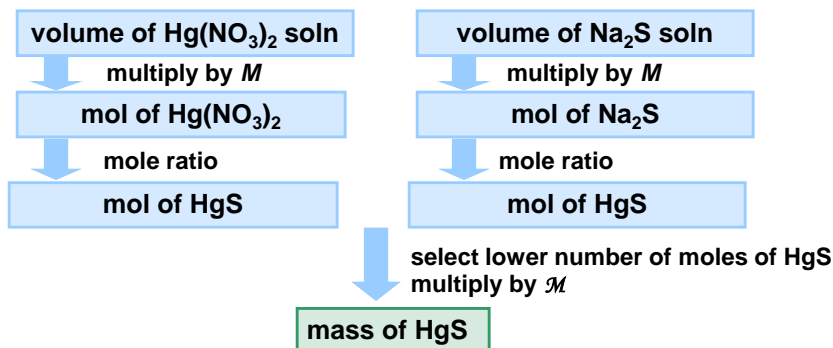 volume of Hg(NO₃)₂ soln
multiply by M
mol of Hg(NO₃)₂
mole ratio
mol of HgS
volume of Na₂S soln
multiply by M
mol of Na₂S
mole ratio
mol of HgS
select lower number of moles of HgS
multiply by ℳ
mass of HgS